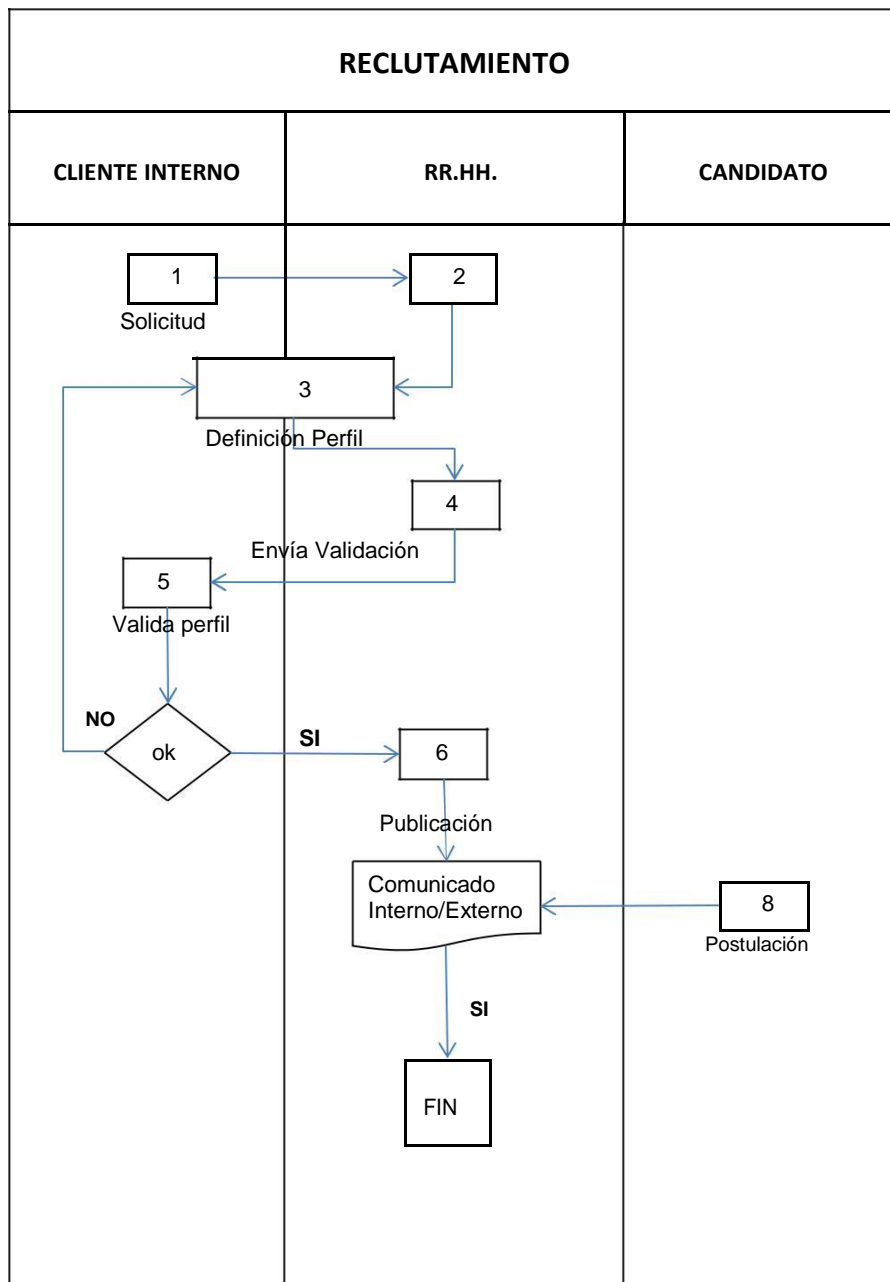 RECLUTAMIENTO
CLIENTE INTERNO
RR.HH.
CANDIDATO
1
2
Solicitud
3
Definición Perfil
4
Envía Validación
5
Valida perfil
NO
ok
SI
6
Publicación
Comunicado
Interno/Externo
8
Postulación
SI
FIN